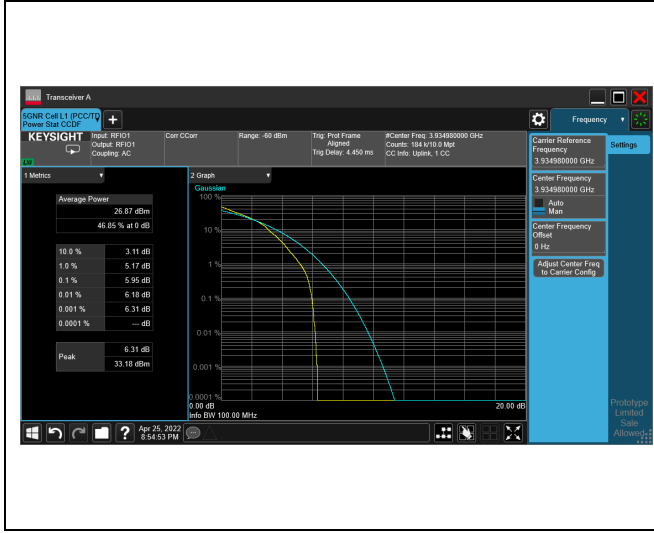 Transceiver A
5GNR Cell L1 (PCC/TD
Power Stat CCDF
Frequency
KEYSIGHT
Input: RFIO1
Output: RFIO1
Coupling: AC
Corr CCorr
Range: -60 dBm
Trig: Prot Frame
Aligned
Trig Delay: 4.450 ms
#Center Freq: 3.934980000 GHz
Counts: 184 k/10.0 Mpt
CC Info: Uplink, 1 CC
1 Metrics
Average Power
26.87 dBm
46.85 % at 0 dB
10.0 % 3.11 dB
1.0 % 5.17 dB
0.1 % 5.95 dB
0.01 % 6.18 dB
0.001 % 6.31 dB
0.0001 % --- dB
Peak
6.31 dB
33.18 dBm
2 Graph
Gaussian
100 %
10 %
1 %
0.1 %
0.01 %
0.001 %
0.0001 %
0.00 dB
20.00 dB
Info BW 100.00 MHz
Carrier Reference
Frequency
3.934980000 GHz
Center Frequency
3.934980000 GHz
Auto
Man
Center Frequency
Offset
0 Hz
Adjust Center Freq
to Carrier Config
Settings
Prototype
Limited
Sale
Allowed
Apr 25, 2022
8:54:53 PM